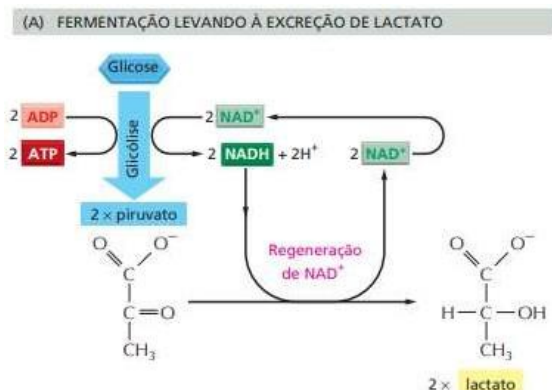 (A) FERMENTAÇÃO LEVANDO À EXCREÇÃO DE LACTATO
Glicose
2 ADP
2 ATP
Glicólise
2 NAD⁺
2 NADH + 2H⁺
2 NAD⁺
2 × piruvato
Regeneração
de NAD⁺
O O⁻
C
C=O
CH₃
O O⁻
C
H—C—OH
CH₃
2 × lactato